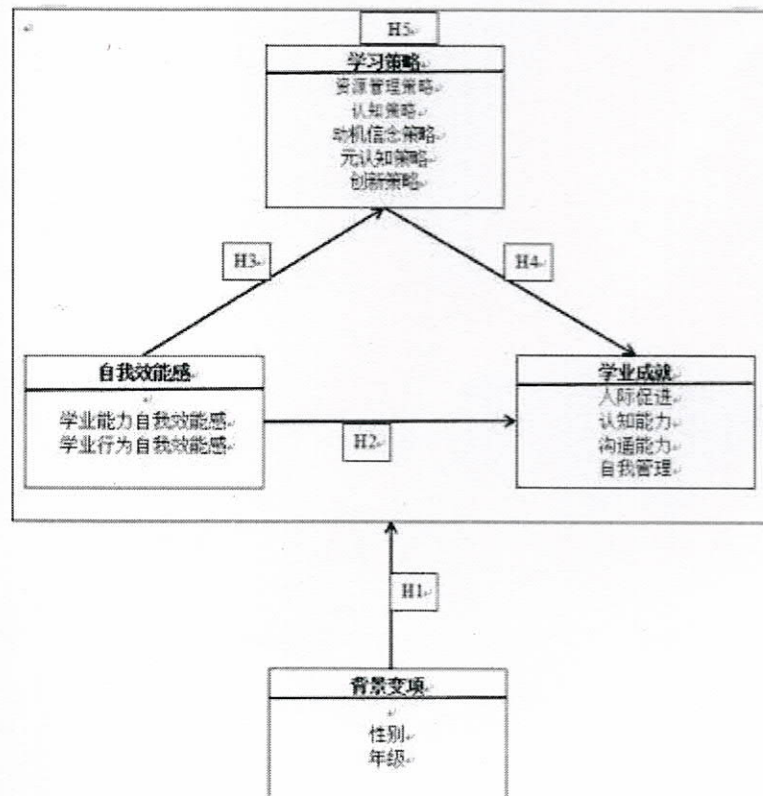 H5
学习策略
资源管理策略
认知策略
动机信念策略
元认知策略
创新策略
H3
H4
自我效能感
学业能力自我效能感
学业行为自我效能感
H2
学业成就
人际促进
认知能力
沟通能力
自我管理
H1
背景变项
性别
年级